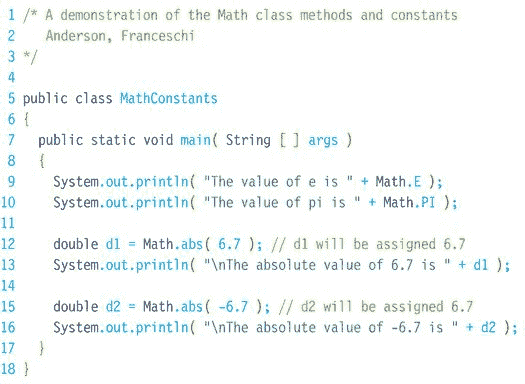 1 /* A demonstration of the Math class methods and constants
2    Anderson, Franceschi
3 */
4
5 public class MathConstants
6 {
7   public static void main( String [ ] args )
8   {
9     System.out.println( "The value of e is " + Math.E );
10     System.out.println( "The value of pi is " + Math.PI );
11
12     double d1 = Math.abs( 6.7 ); // d1 will be assigned 6.7
13     System.out.println( "\nThe absolute value of 6.7 is " + d1 );
14
15     double d2 = Math.abs( -6.7 ); // d2 will be assigned 6.7
16     System.out.println( "\nThe absolute value of -6.7 is " + d2 );
17   }
18 }